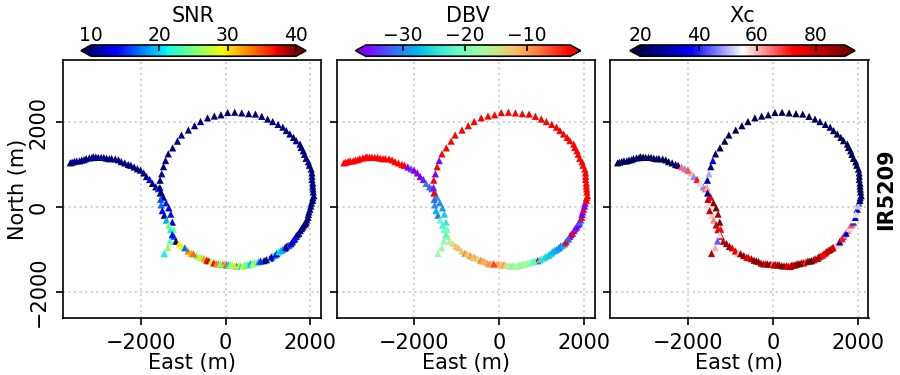 SNR DBV Xc
10 20 30 40 −30 −20 −10 20 40 60 80
2000
0
−2000
North (m)
−2000 0 2000 −2000 0 2000 −2000 0 2000
East (m) East (m) East (m)
IR5209